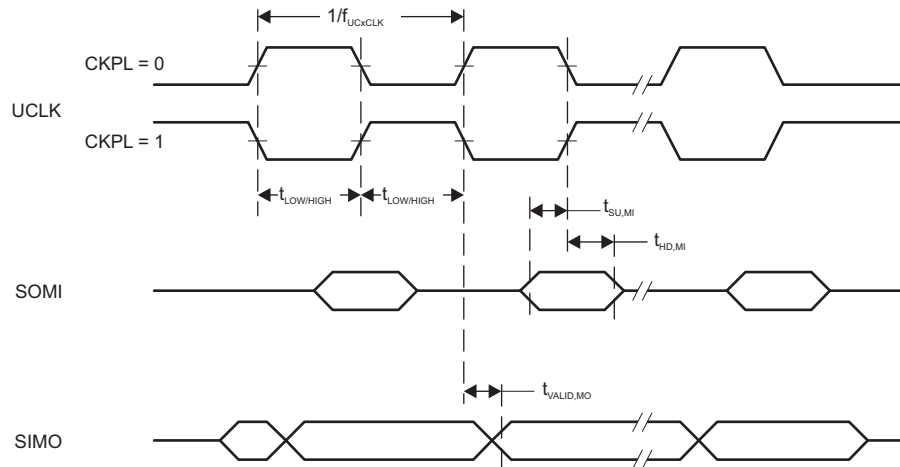 1/fUCxCLK
CKPL = 0
UCLK
CKPL = 1
tLOW/HIGH tLOW/HIGH
tSU,MI
tHD,MI
SOMI
tVALID,MO
SIMO